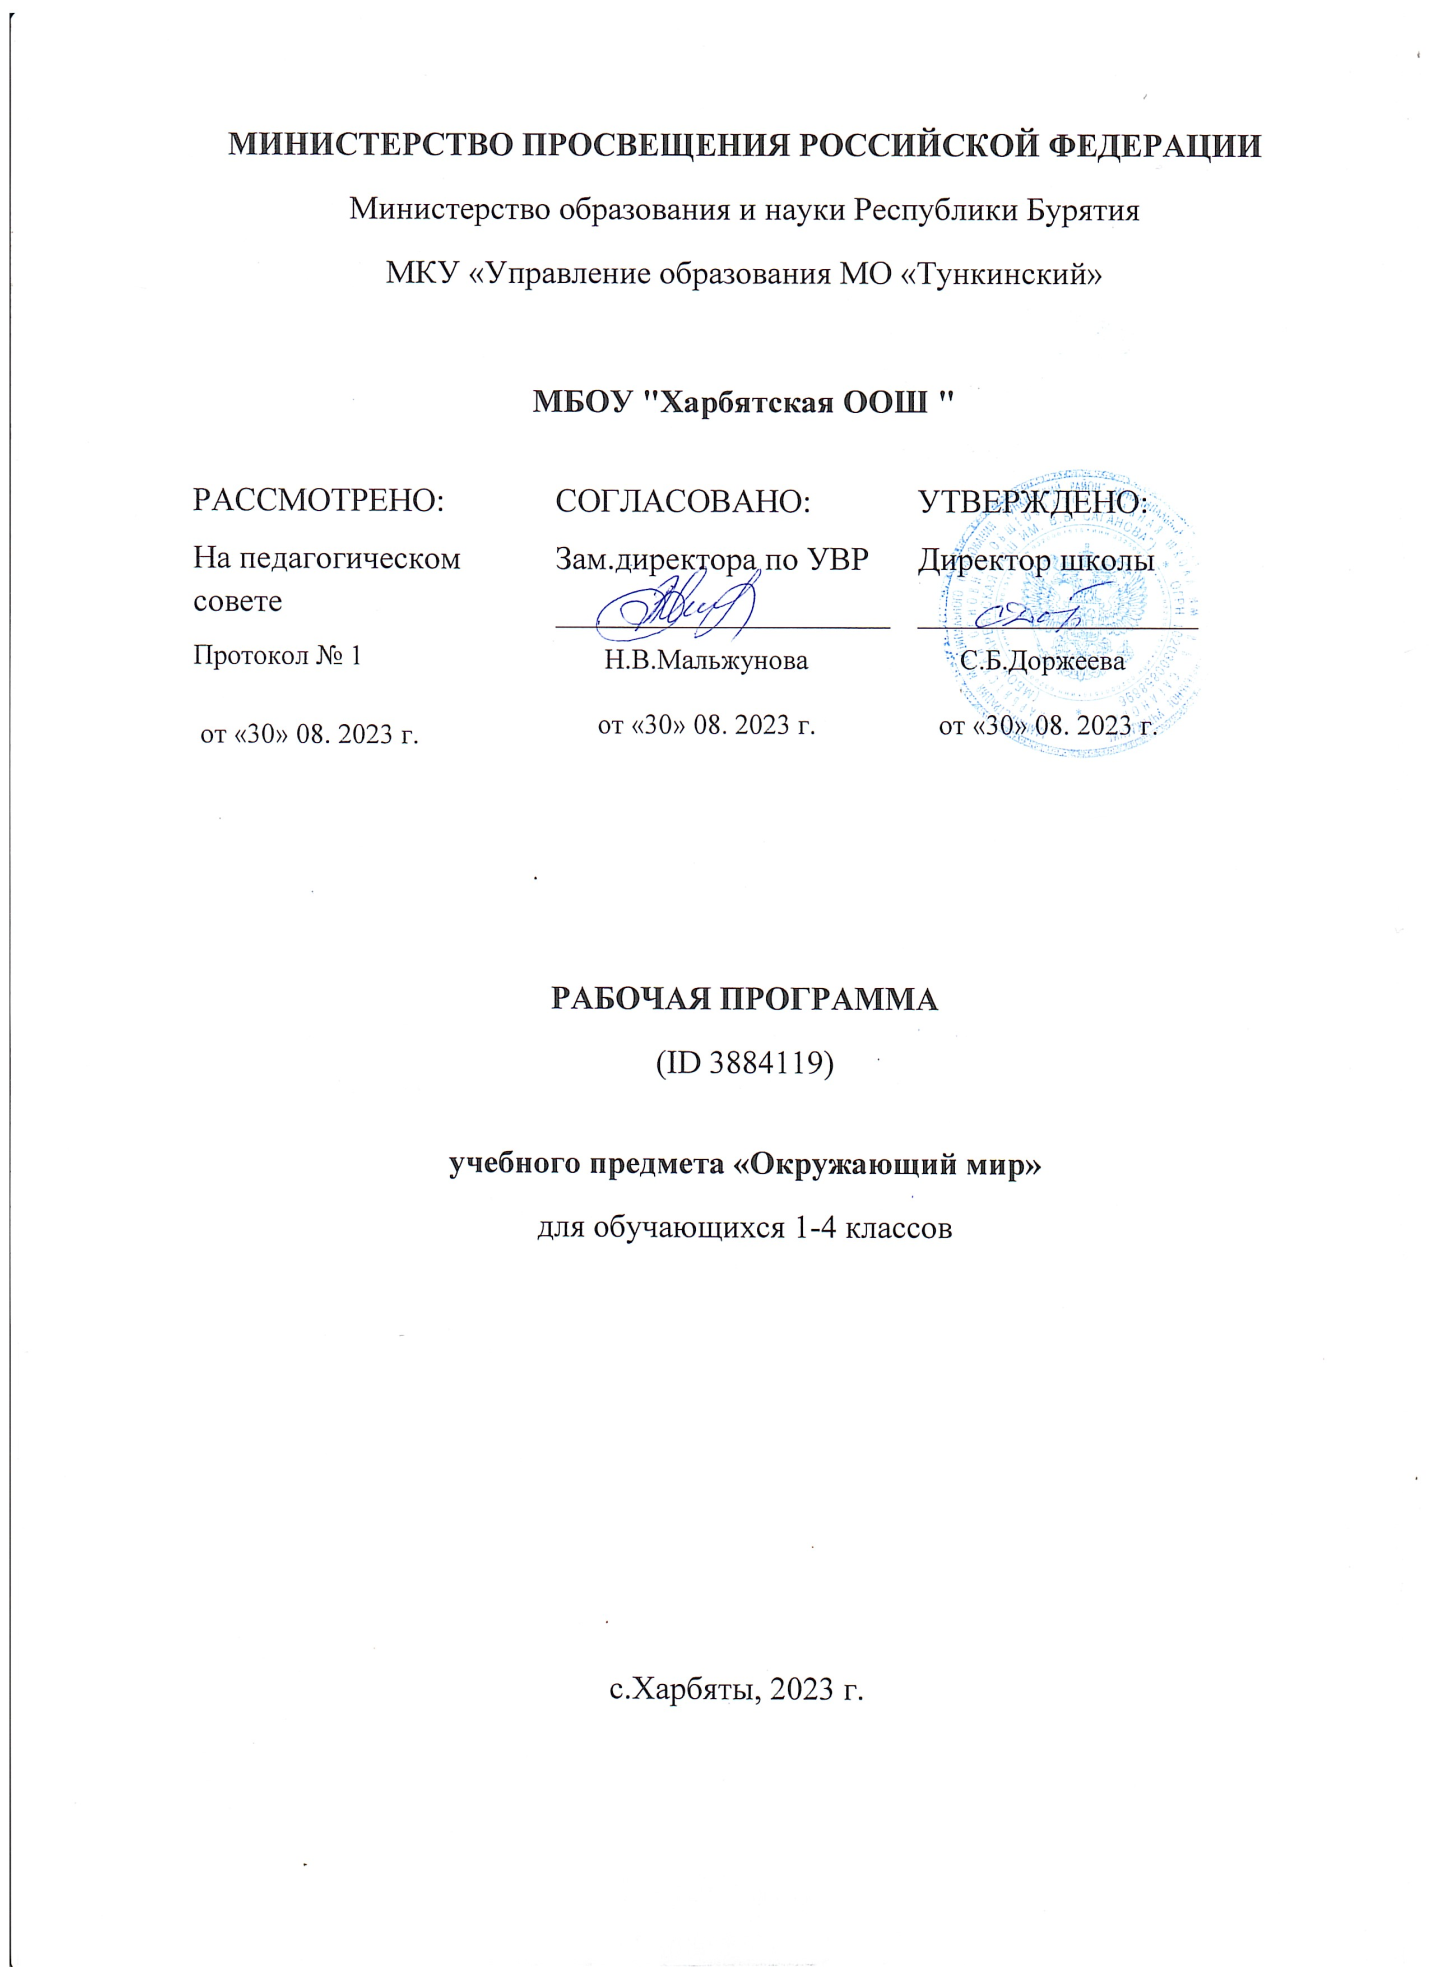 МИНИСТЕРСТВО ПРОСВЕЩЕНИЯ РОССИЙСКОЙ ФЕДЕРАЦИИ
Министерство образования и науки Республики Бурятия
МКУ «Управление образования МО «Тункинский»
МБОУ "Харбятская ООШ "
РАССМОТРЕНО:
На педагогическом
совете
Протокол № 1
от «30» 08. 2023 г.
СОГЛАСОВАНО:
Зам.директора по УВР
Н.В.Мальжунова
от «30» 08. 2023 г.
УТВЕРЖДЕНО:
Директор школы
С.Б.Доржеева
от «30» 08. 2023 г.
РАБОЧАЯ ПРОГРАММА
(ID 3884119)
учебного предмета «Окружающий мир»
для обучающихся 1-4 классов
с.Харбяты, 2023 г.